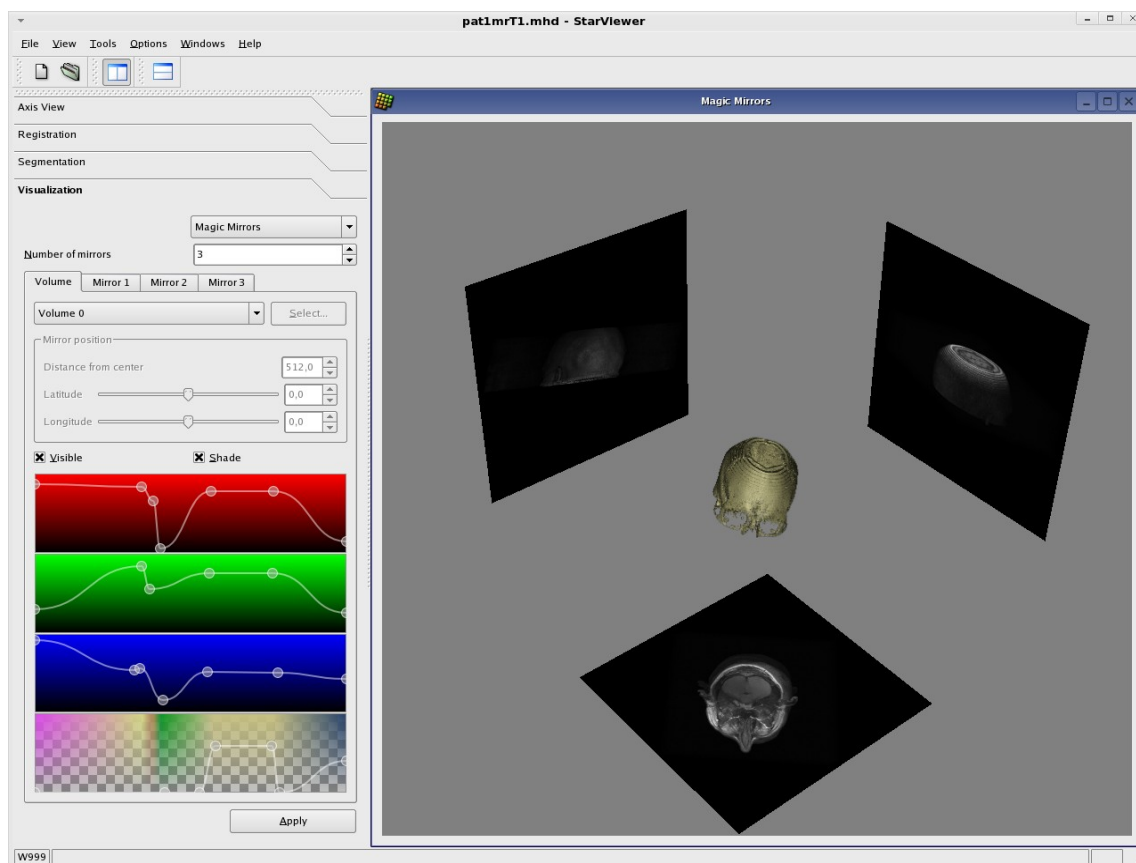 pat1mrT1.mhd - StarViewer
File View Tools Options Windows Help
Axis View
Registration
Segmentation
Visualization
Magic Mirrors
Number of mirrors 3
Volume Mirror 1 Mirror 2 Mirror 3
Volume 0 Select...
Mirror position
Distance from center 512,0
Latitude 0,0
Longitude 0,0
Visible Shade
Apply
W999
Magic Mirrors